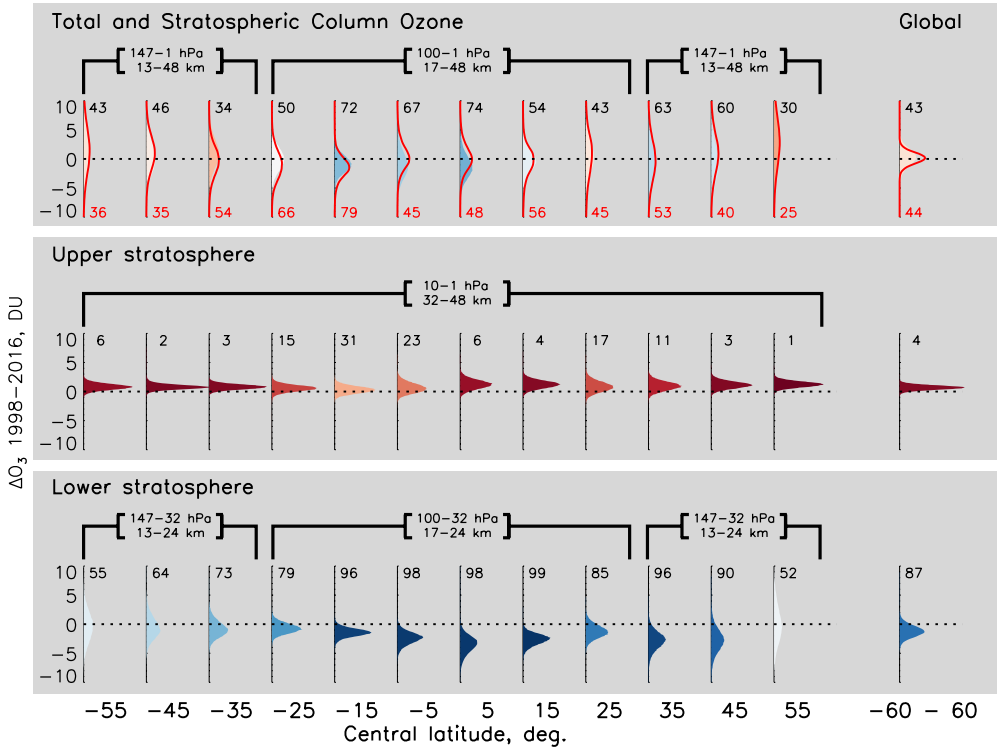 Total and Stratospheric Column Ozone Global
147−1 hPa 100−1 hPa 147−1 hPa
13−48 km 17−48 km 13−48 km
10 43 46 34 50 72 67 74 54 43 63 60 30 43
5
0
−5
−10 36 35 54 66 79 45 48 56 45 53 40 25 44
Upper stratosphere
10−1 hPa
32−48 km
10 6 2 3 15 31 23 6 4 17 11 3 1 4
5
0
−5
−10
ΔO3 1998−2016, DU
Lower stratosphere
147−32 hPa 100−32 hPa 147−32 hPa
13−24 km 17−24 km 13−24 km
10 55 64 73 79 96 98 98 99 85 96 90 52 87
5
0
−5
−10
−55 −45 −35 −25 −15 −5 5 15 25 35 45 55 −60 − 60
Central latitude, deg.